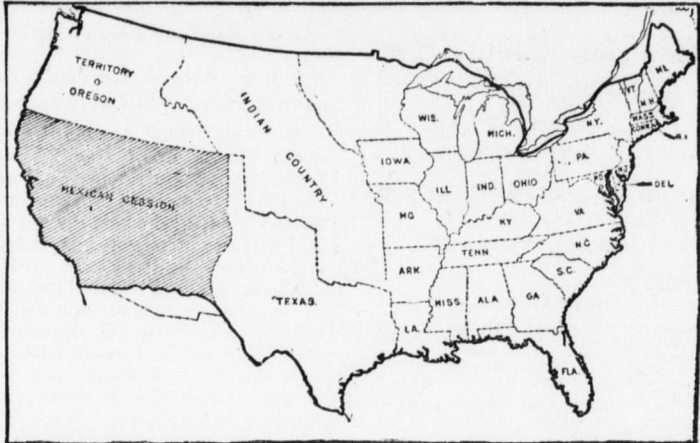 TERRITORY
OF
OREGON
INDIAN
COUNTRY
MEXICAN CESSION
TEXAS.
WIS.
MICH.
IOWA
ILL
IND.
OHIO
MO.
KY
TENN.
ARK.
MISS
ALA.
GA
LA.
FLA.
S.C.
N.C.
VA
PA.
N.Y.
VT.
N.H.
ME.
MASS
CONN.
R.I.
N.J.
DEL